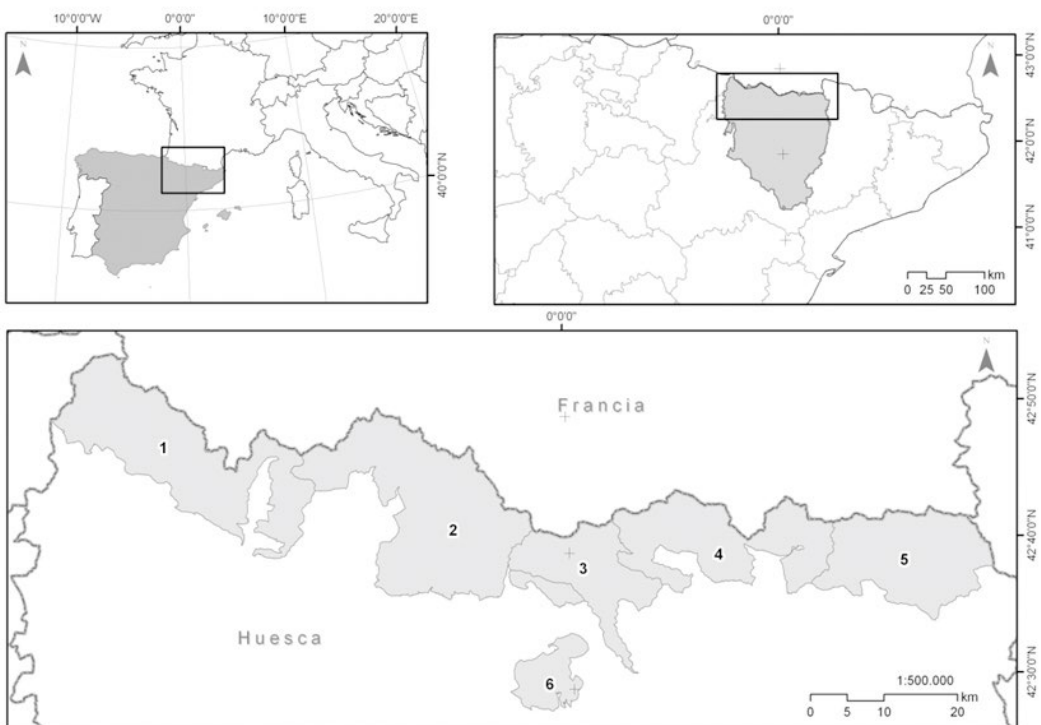 10°0'0"W 0°0'0" 10°0'0"E 20°0'0"E
N
40°0'0"N
0°0'0"
N
43°0'0"N
42°0'0"N
41°0'0"N
km
0 25 50 100
0°0'0"
N
Francia
42°50'0"N
1
2
42°40'0"N
3
4
5
Huesca
6
42°30'0"N
1:500.000
km
0 5 10 20